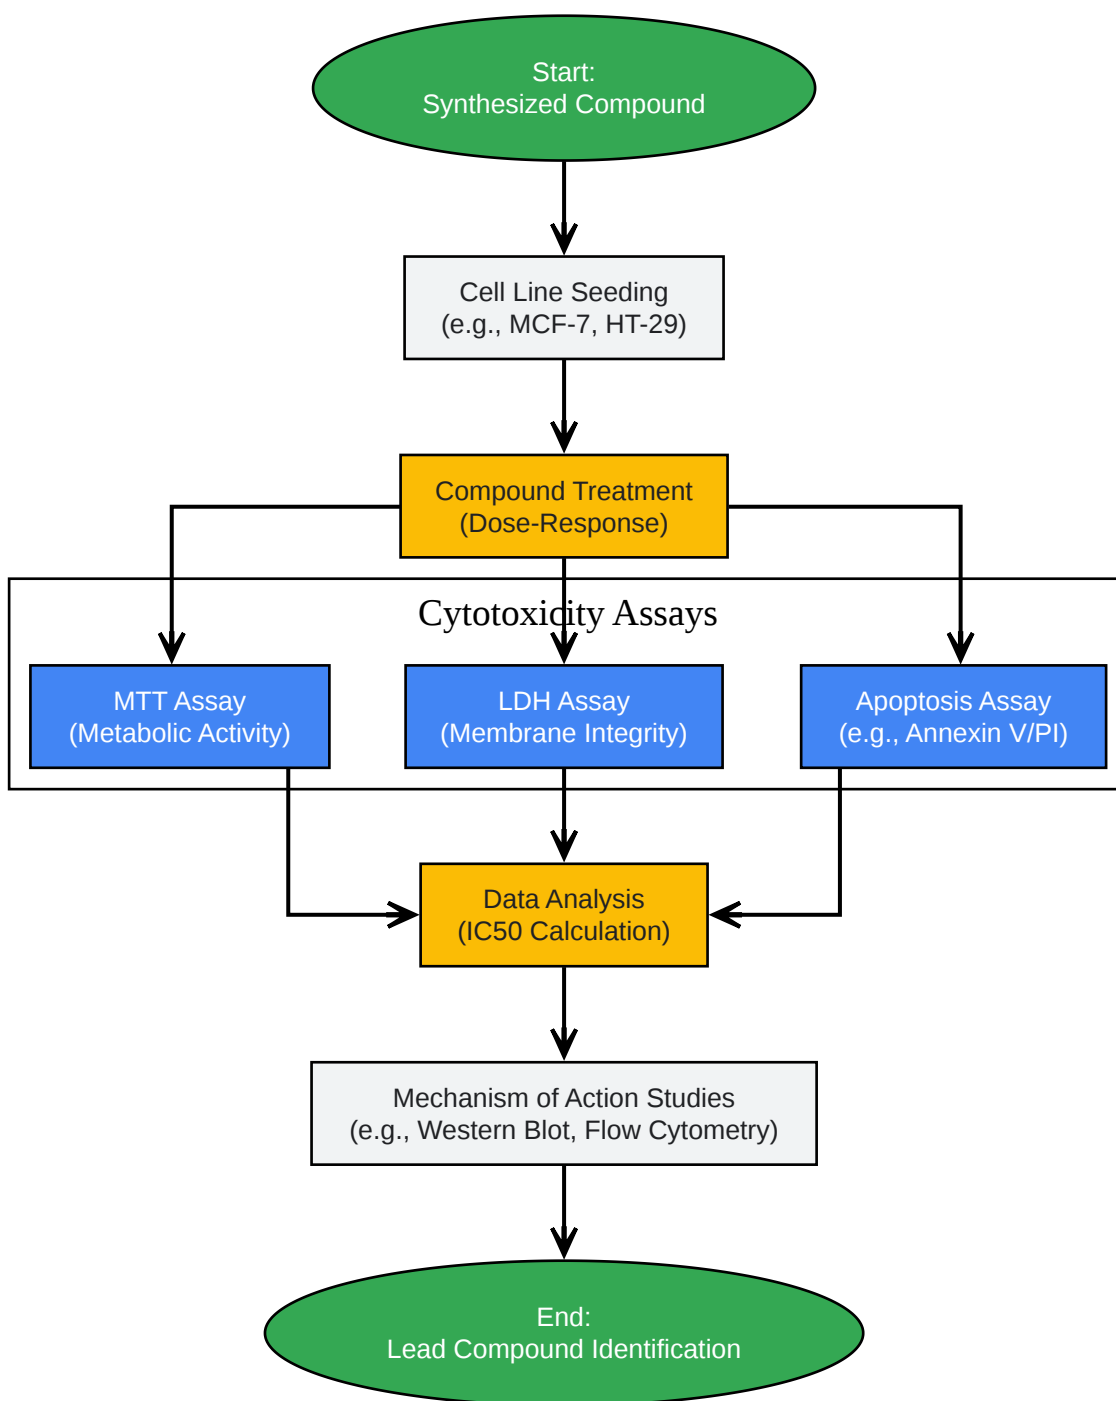 Start:
Synthesized Compound
Cell Line Seeding
(e.g., MCF-7, HT-29)
Compound Treatment
(Dose-Response)
Cytotoxicity Assays
MTT Assay
(Metabolic Activity)
LDH Assay
(Membrane Integrity)
Apoptosis Assay
(e.g., Annexin V/PI)
Data Analysis
(IC50 Calculation)
Mechanism of Action Studies
(e.g., Western Blot, Flow Cytometry)
End:
Lead Compound Identification